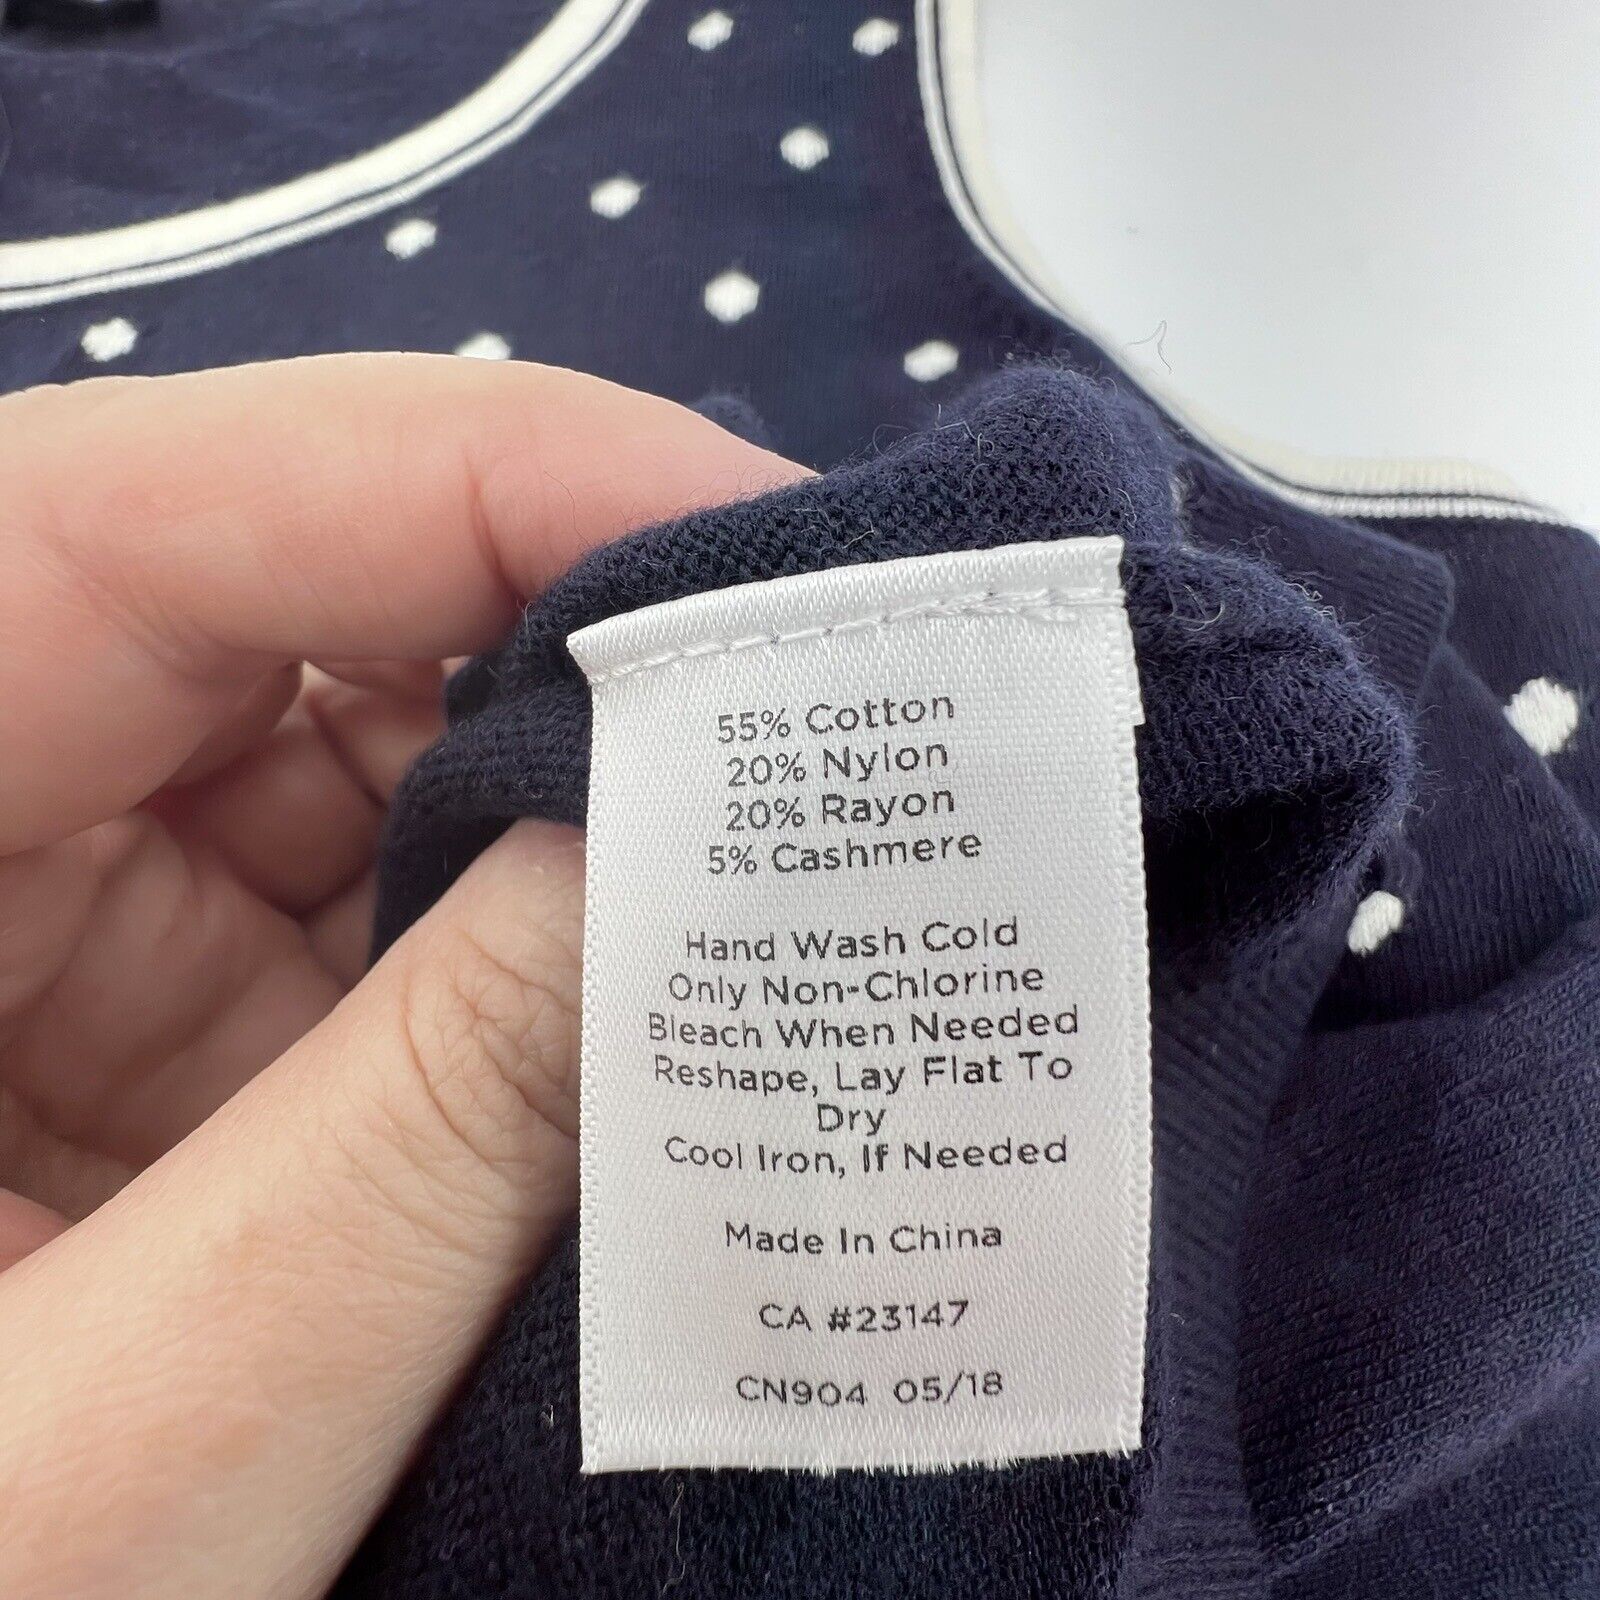 55% Cotton
20% Nylon
20% Rayon
5% Cashmere
Hand Wash Cold
Only Non-Chlorine
Bleach When Needed
Reshape, Lay Flat To
Dry
Cool Iron, If Needed
Made In China
CA #23147
CN904 05/18